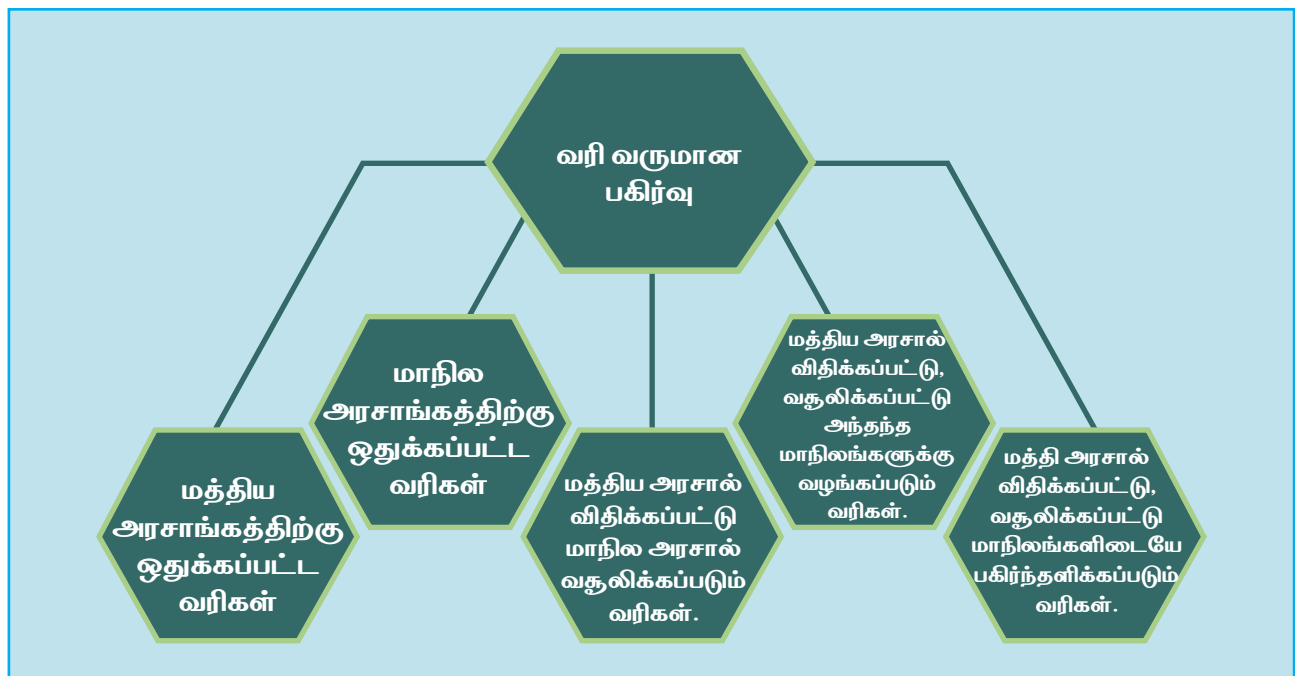 வரி வருமான
பகிர்வு
மத்திய
அரசாங்கத்திற்கு
ஒதுக்கப்பட்ட
வரிகள்
மாநில
அரசாங்கத்திற்கு
ஒதுக்கப்பட்ட
வரிகள்
மத்திய அரசால்
விதிக்கப்பட்டு
மாநில அரசால்
வசூலிக்கப்படும்
வரிகள்.
மத்திய அரசால்
விதிக்கப்பட்டு,
வசூலிக்கப்பட்டு
அந்தந்த
மாநிலங்களுக்கு
வழங்கப்படும்
வரிகள்.
மத்தி அரசால்
விதிக்கப்பட்டு,
வசூலிக்கப்பட்டு
மாநிலங்களிடையே
பகிர்ந்தளிக்கப்படும்
வரிகள்.